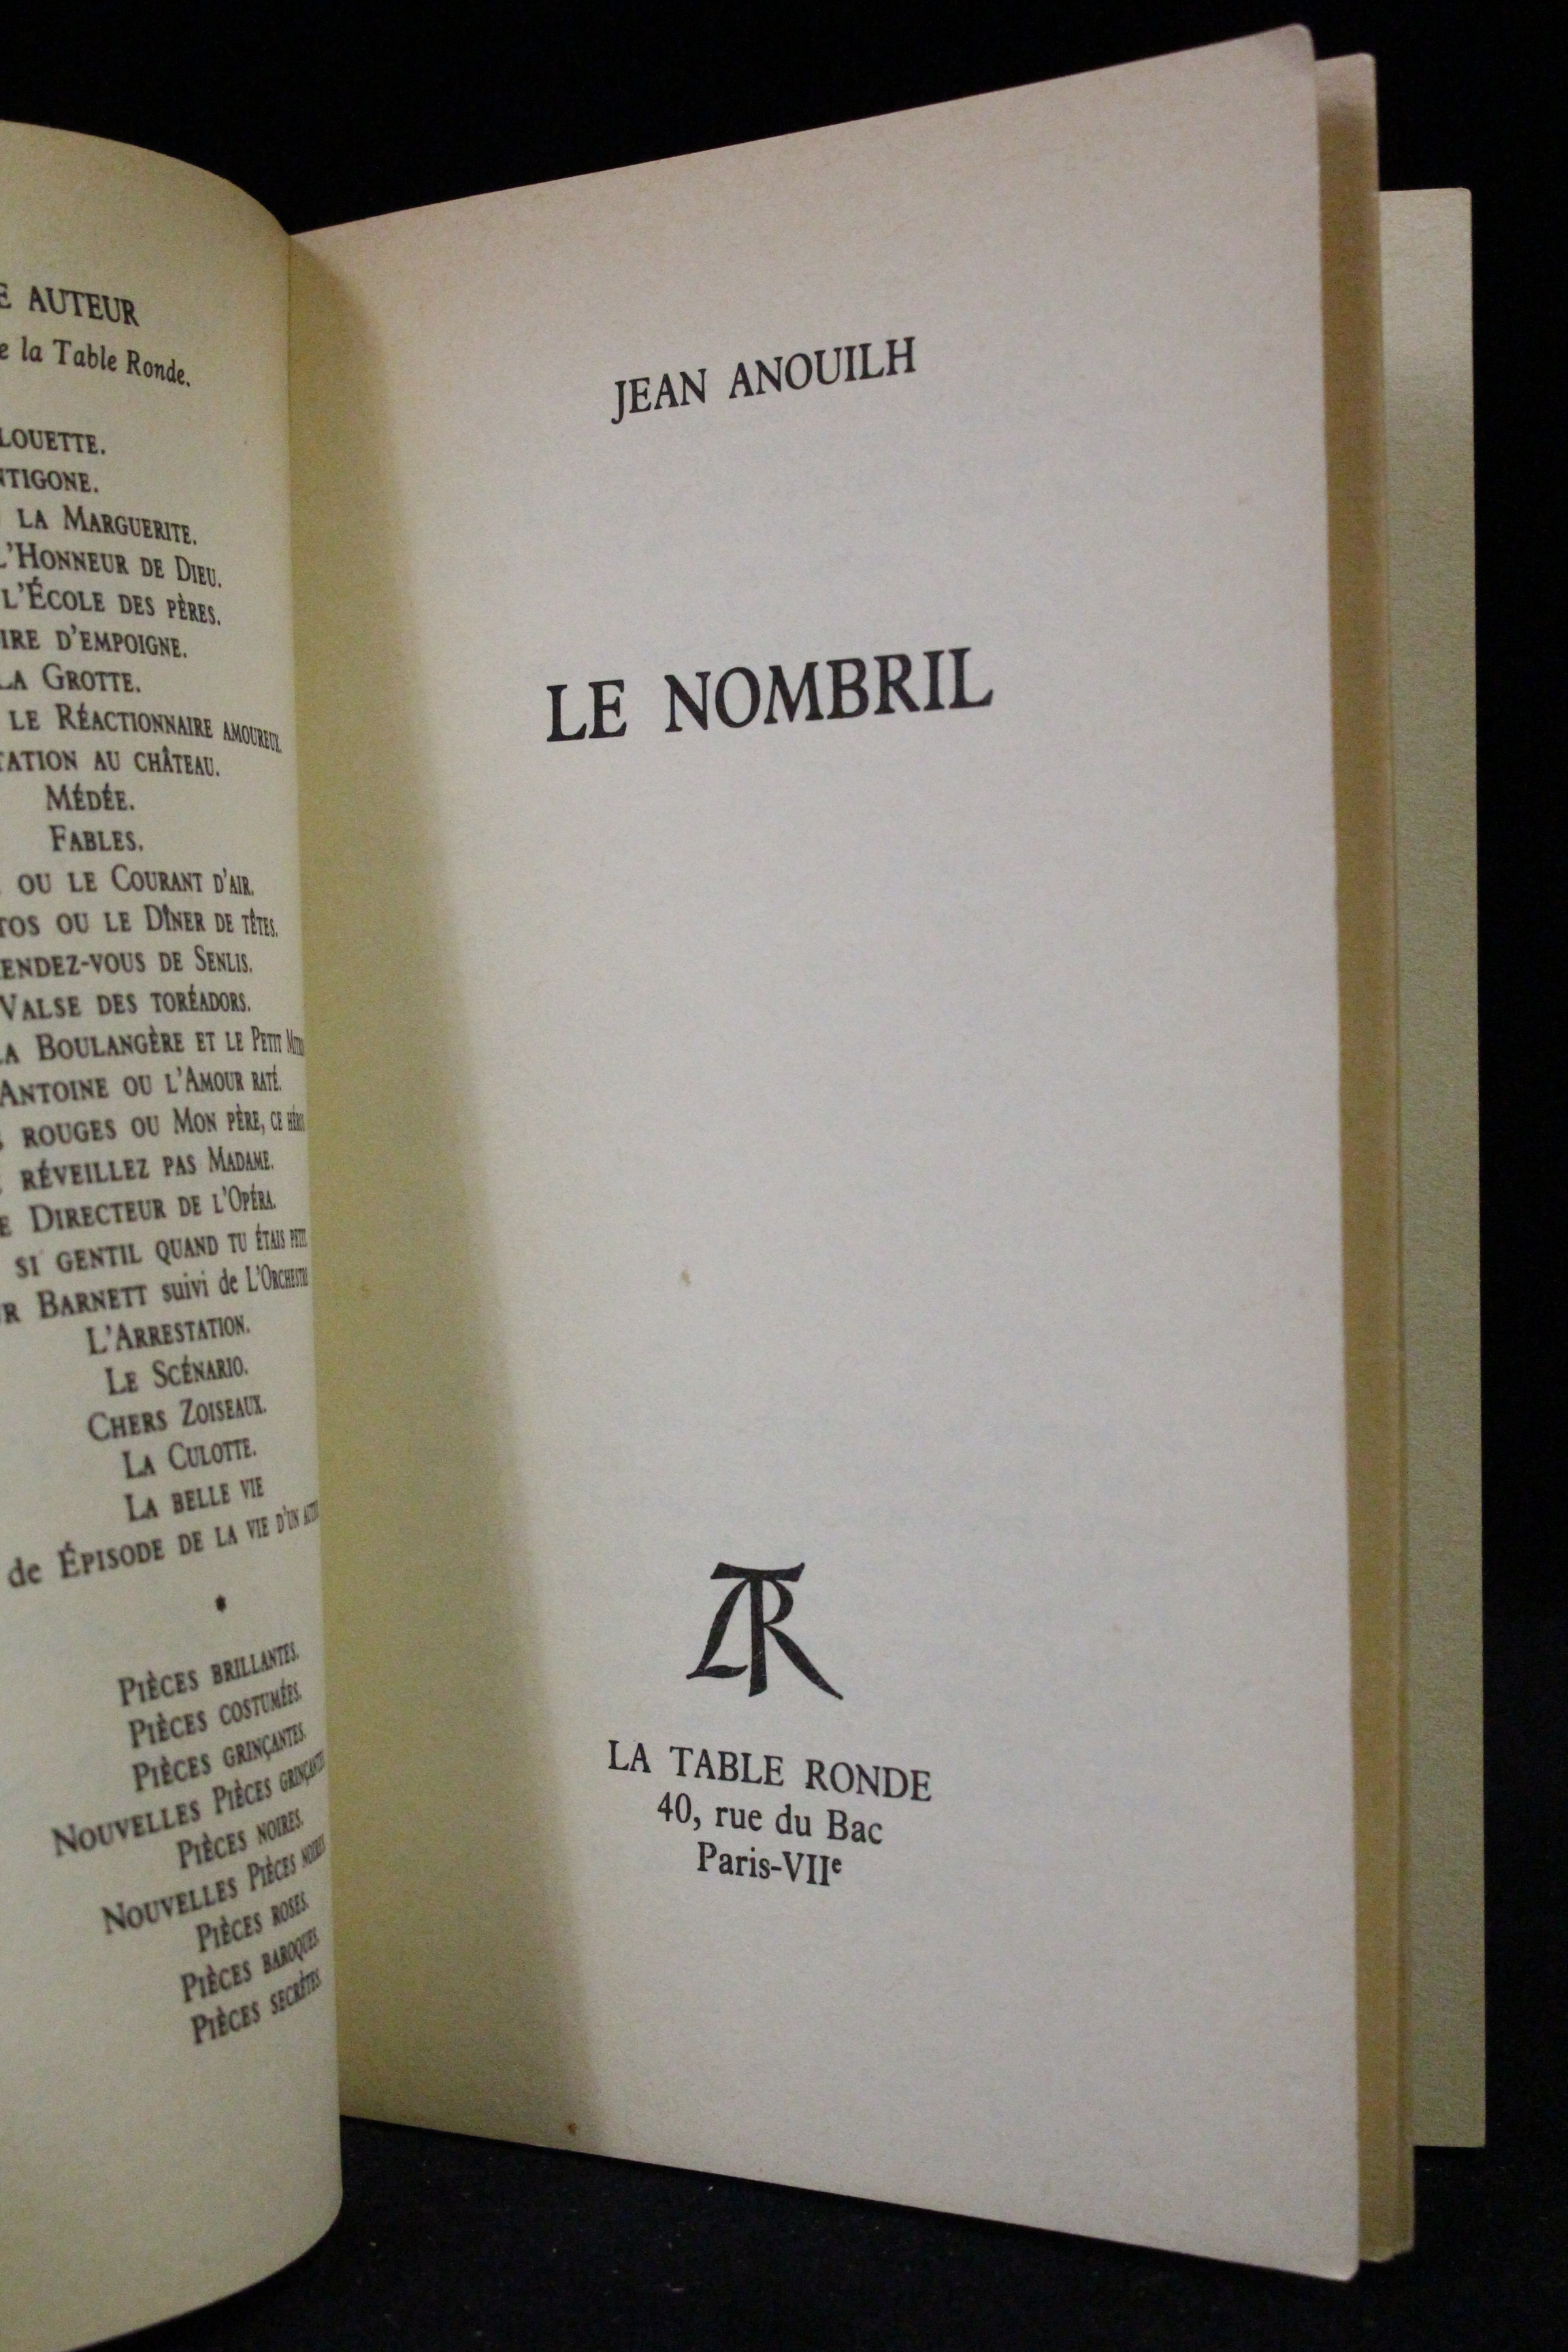 AUTEUR
la Table Ronde.
LA MARGUERITE.
L'HONNEUR DE DIEU.
L'ÉCOLE DES PÈRES.
D'EMPOIGNE.
LA GROTTE.
LE RÉACTIONNAIRE AMOUREUX.
AU CHÂTEAU.
MÉDÉE.
FABLES.
OU LE COURANT D'AIR.
OU LE DÎNER DE TÊTES.
DE SENLIS.
VALSE DES TORÉADORS.
LA BOULANGÈRE ET LE PETIT
ANTOINE OU L'AMOUR RATÉ.
ROUGES OU MON PÈRE, CE
RÉVEILLEZ PAS MADAME.
DIRECTEUR DE L'OPÉRA.
SI GENTIL QUAND TU ÉTAIS PETIT
BARNETT suivi de L'ORCHESTRE
L'ARRESTATION.
LE SCÉNARIO.
CHERS ZOISEAUX.
LA CULOTTE.
LA BELLE VIE
de ÉPISODE DE LA VIE D'UN
PIÈCES BRILLANTES.
PIÈCES COSTUMÉES.
PIÈCES GRINÇANTES.
NOUVELLES PIÈCES GRINÇANTES
PIÈCES NOIRES.
NOUVELLES PIÈCES NOIRES
PIÈCES ROSES.
PIÈCES BAROQUES
PIÈCES SECRÈTES
JEAN ANOUILH
LE NOMBRIL
LTR
LA TABLE RONDE
40, rue du Bac
Paris-VIIe